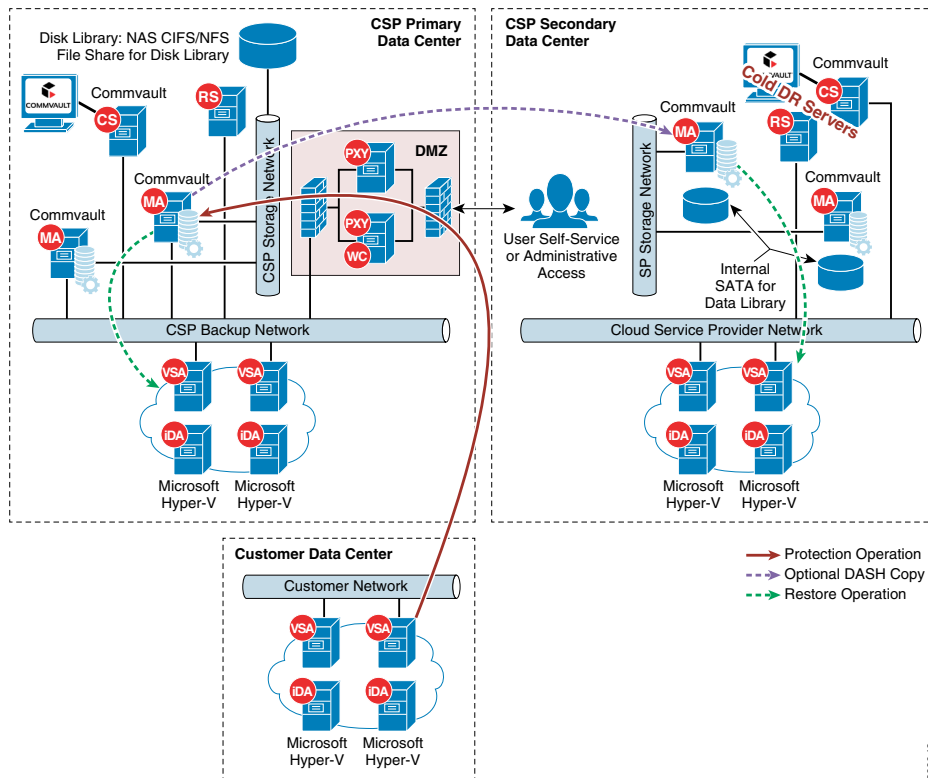 CSP Primary
Data Center
Disk Library: NAS CIFS/NFS
File Share for Disk Library
COMMVAULT
Commvault
CS
RS
Commvault
MA
Commvault
MA
CSP Storage Network
DMZ
PXY
PXY
WC
CSP Backup Network
VSA
VSA
iDA
iDA
Microsoft
Hyper-V
Microsoft
Hyper-V
User Self-Service
or Administrative
Access
CSP Secondary
Data Center
COMMVAULT
Commvault
CS
Cold DR Servers
RS
Commvault
MA
SP Storage Network
Commvault
MA
Internal
SATA for
Data Library
Cloud Service Provider Network
VSA
VSA
iDA
iDA
Microsoft
Hyper-V
Microsoft
Hyper-V
Customer Data Center
Customer Network
VSA
VSA
iDA
iDA
Microsoft
Hyper-V
Microsoft
Hyper-V
Protection Operation
Optional DASH Copy
Restore Operation